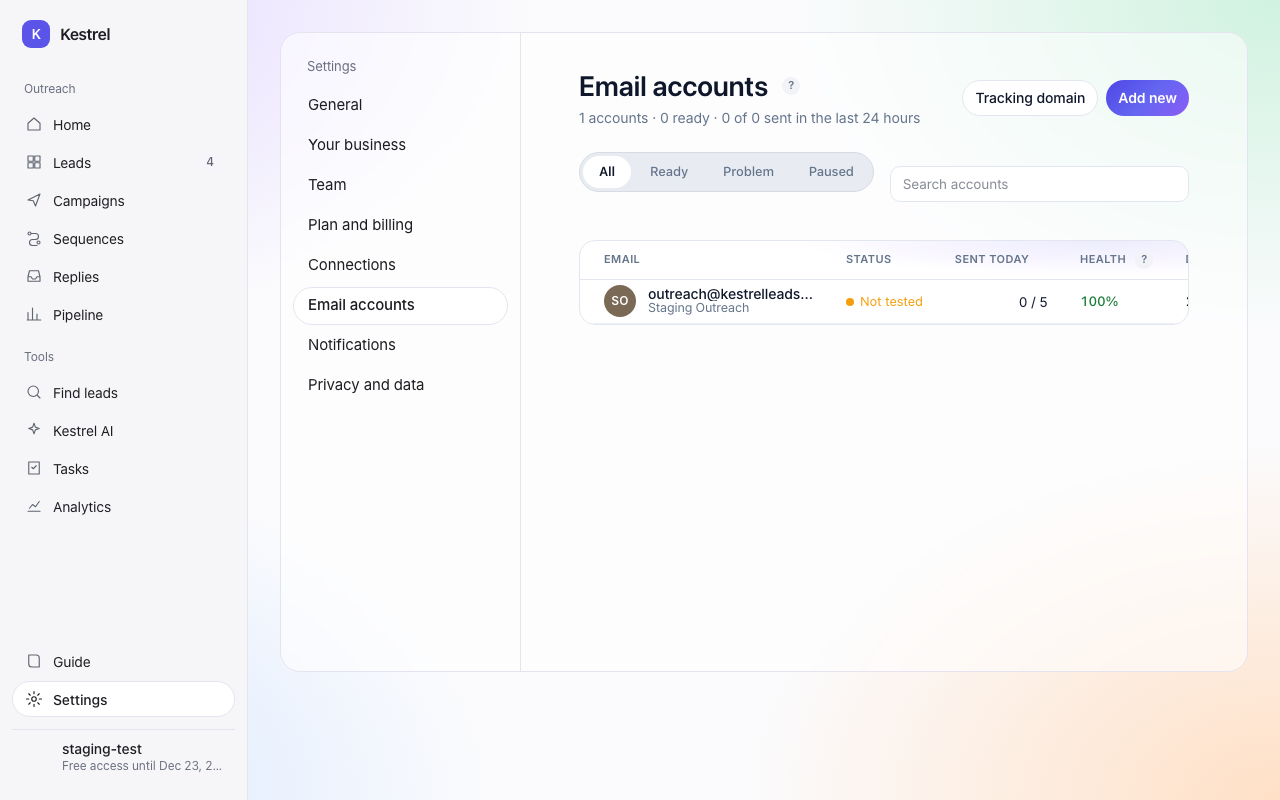 K Kestrel
Outreach
Home
Leads 4
Campaigns
Sequences
Replies
Pipeline
Tools
Find leads
Kestrel AI
Tasks
Analytics
Guide
Settings
staging-test
Free access until Dec 23, 2...
Settings
General
Your business
Team
Plan and billing
Connections
Email accounts
Notifications
Privacy and data
Email accounts ?
1 accounts · 0 ready · 0 of 0 sent in the last 24 hours
Tracking domain
Add new
All Ready Problem Paused
Search accounts
EMAIL STATUS SENT TODAY HEALTH ?
SO outreach@kestrelleads... Not tested 0 / 5 100%
Staging Outreach